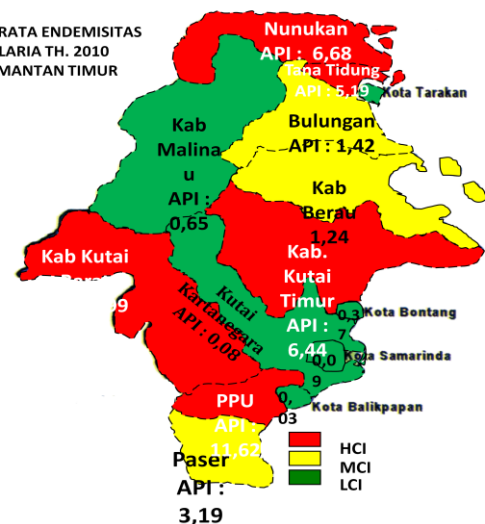 RATA ENDEMISITAS
LARIA TH. 2010
MANTAN TIMUR
Nunukan
API : 6,68
Tana Tidung
API : 5,19
Kota Tarakan
Kab
Malina
u
API :
0,65
Bulungan
API : 1,42
Kab
Berau
1,24
Kab Kutai
Barat
99
Kutai
Kartanegara
API : 0,08
Kab.
Kutai
Timur
API :
6,44
0,3
7
Kota Bontang
0,0
9
Kota Samarinda
0,
03
Kota Balikpapan
PPU
API :
11,62
Paser
API :
3,19
HCI
MCI
LCI